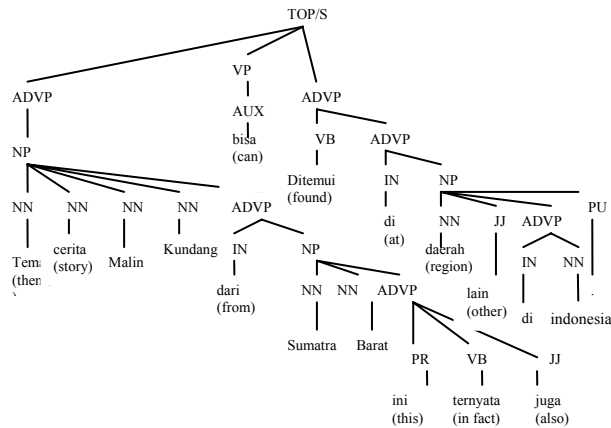 TOP/S
VP
ADVP ADVP
AUX
bisa VB ADVP
(can)
NP
Ditemui IN NP
(found)
NN NN NN NN ADVP di NN JJ ADVP PU
(at)
cerita Malin Kundang IN NP daerah IN NN
(story) (region)
dari NN NN ADVP lain di indonesia .
(from) (other)
Sumatra Barat
PR VB JJ
ini ternyata juga
(this) (in fact) (also)